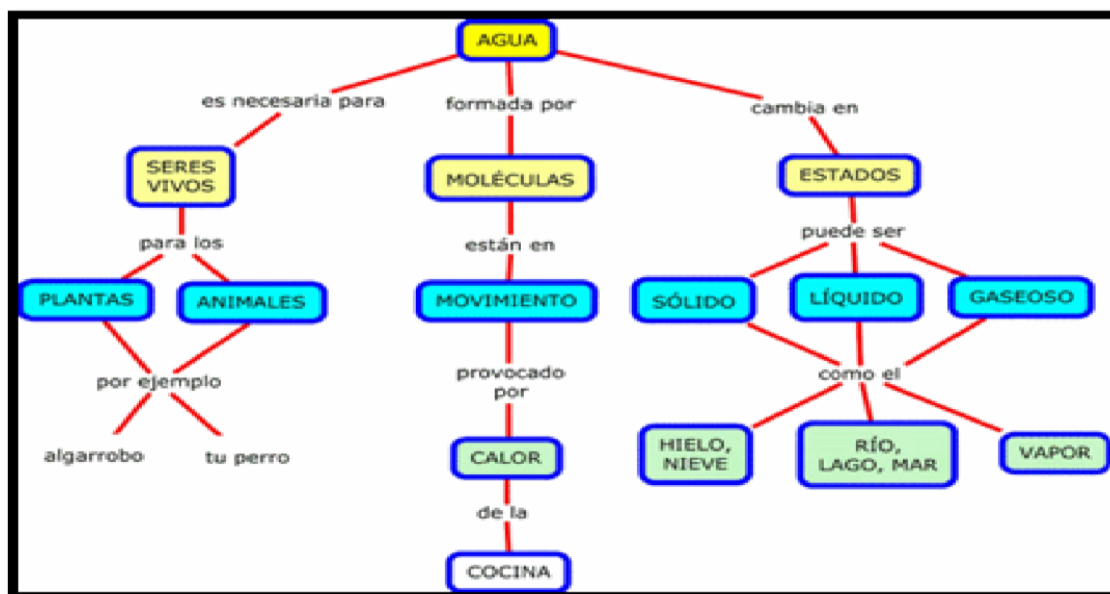 AGUA
es necesaria para
formada por
cambia en
SERES
VIVOS
MOLÉCULAS
ESTADOS
para los
están en
puede ser
PLANTAS
ANIMALES
MOVIMIENTO
SÓLIDO
LÍQUIDO
GASEOSO
por ejemplo
provocado
por
como el
algarrobo
tu perro
CALOR
HIELO,
NIEVE
RÍO,
LAGO, MAR
VAPOR
de la
COCINA